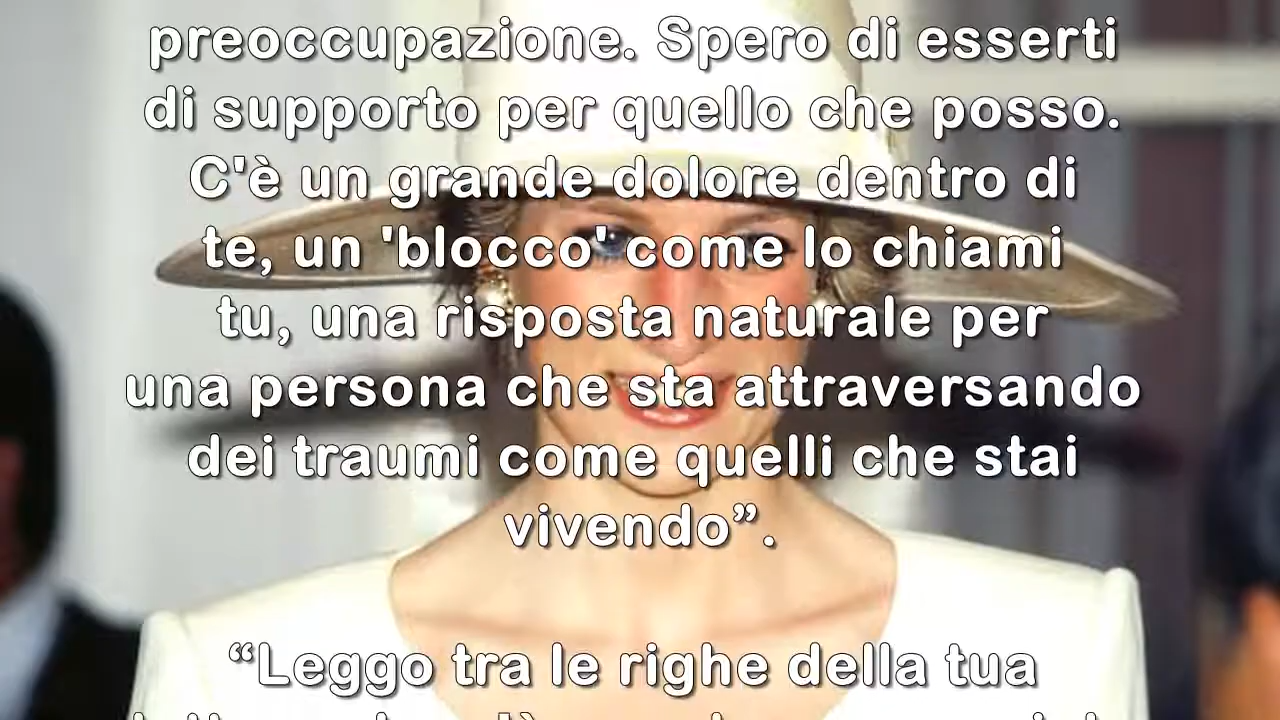 preoccupazione. Spero di esserti
di supporto per quello che posso.
C'è un grande dolore dentro di
te, un 'blocco' come lo chiami
tu, una risposta naturale per
una persona che sta attraversando
dei traumi come quelli che stai
vivendo”.
“Leggo tra le righe della tua